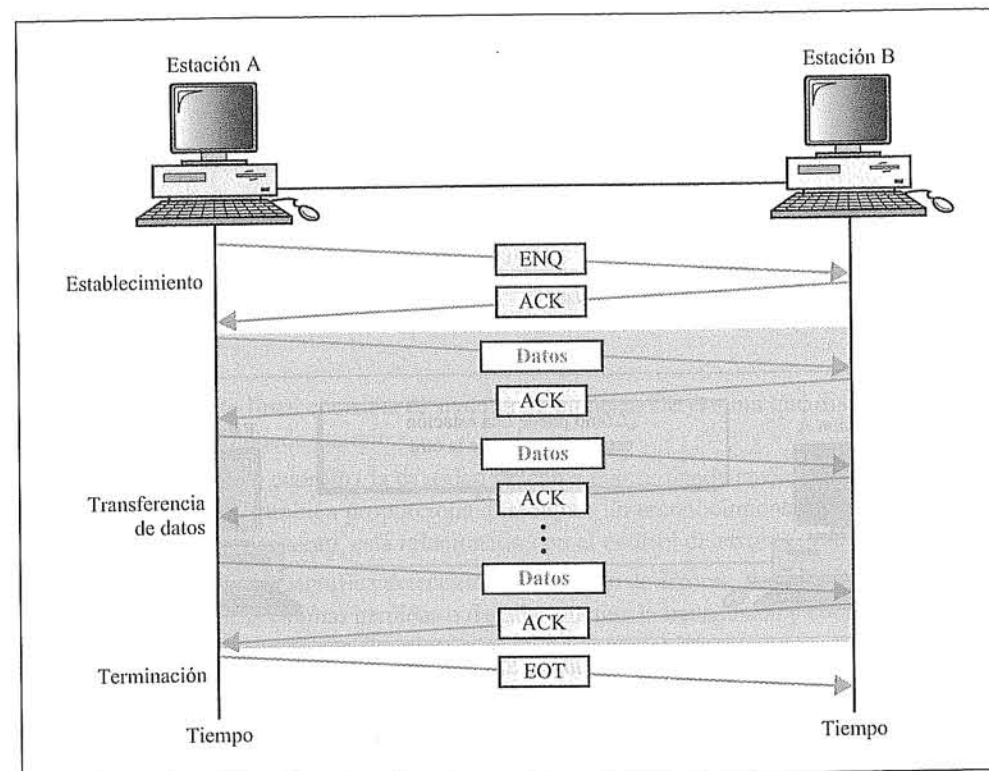 Estación A
Estación B
ENQ
Establecimiento
ACK
Datos
ACK
Datos
Transferencia
de datos
ACK
Datos
ACK
Terminación
EOT
Tiempo
Tiempo